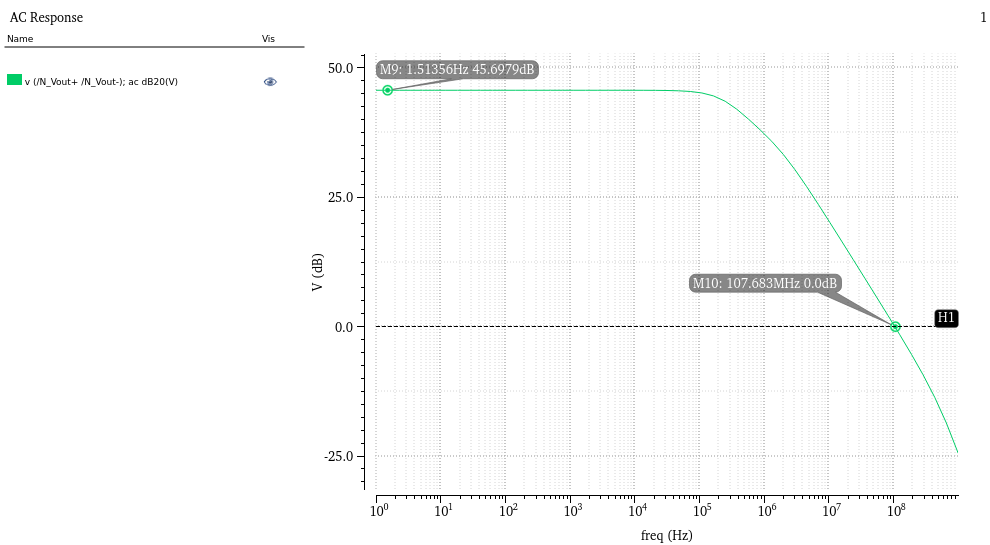 AC Response
1
Name Vis
v (/N_Vout+ /N_Vout-); ac dB20(V)
M9: 1.51356Hz 45.6979dB
M10: 107.683MHz 0.0dB
H1
50.0
25.0
0.0
-25.0
V (dB)
10⁰ 10¹ 10² 10³ 10⁴ 10⁵ 10⁶ 10⁷ 10⁸
freq (Hz)